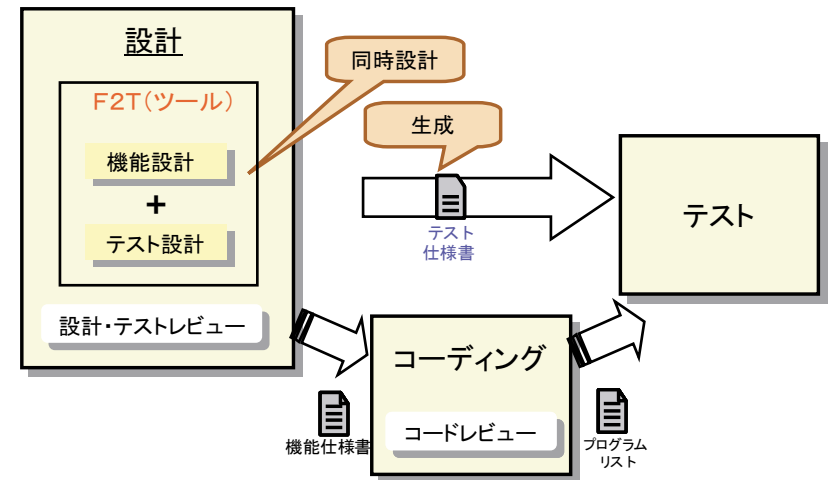 設計
同時設計
F2T(ツール)
生成
機能設計
+
テスト設計
テスト
仕様書
テスト
設計・テストレビュー
コーディング
機能仕様書
コードレビュー
プログラム
リスト